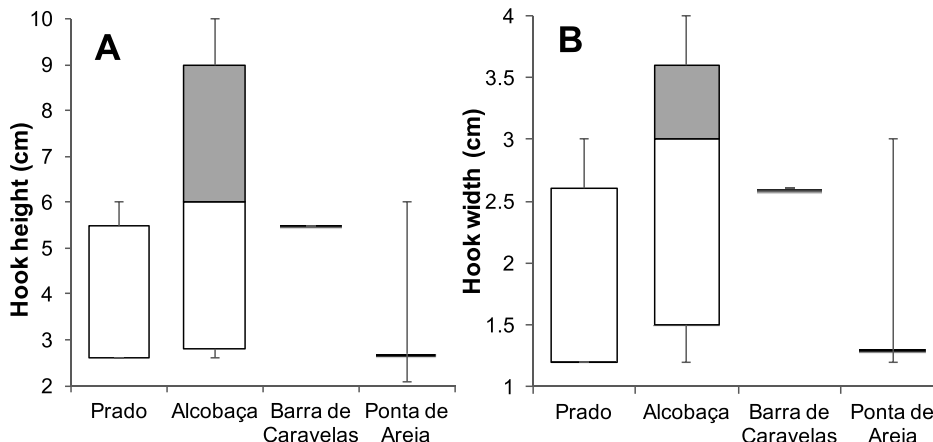 A
Hook height (cm)
10
9
8
7
6
5
4
3
2
Prado
Alcobaça
Barra de
Caravelas
Ponta de
Areia
B
Hook width (cm)
4
3.5
3
2.5
2
1.5
1
Prado
Alcobaça
Barra de
Caravelas
Ponta de
Areia